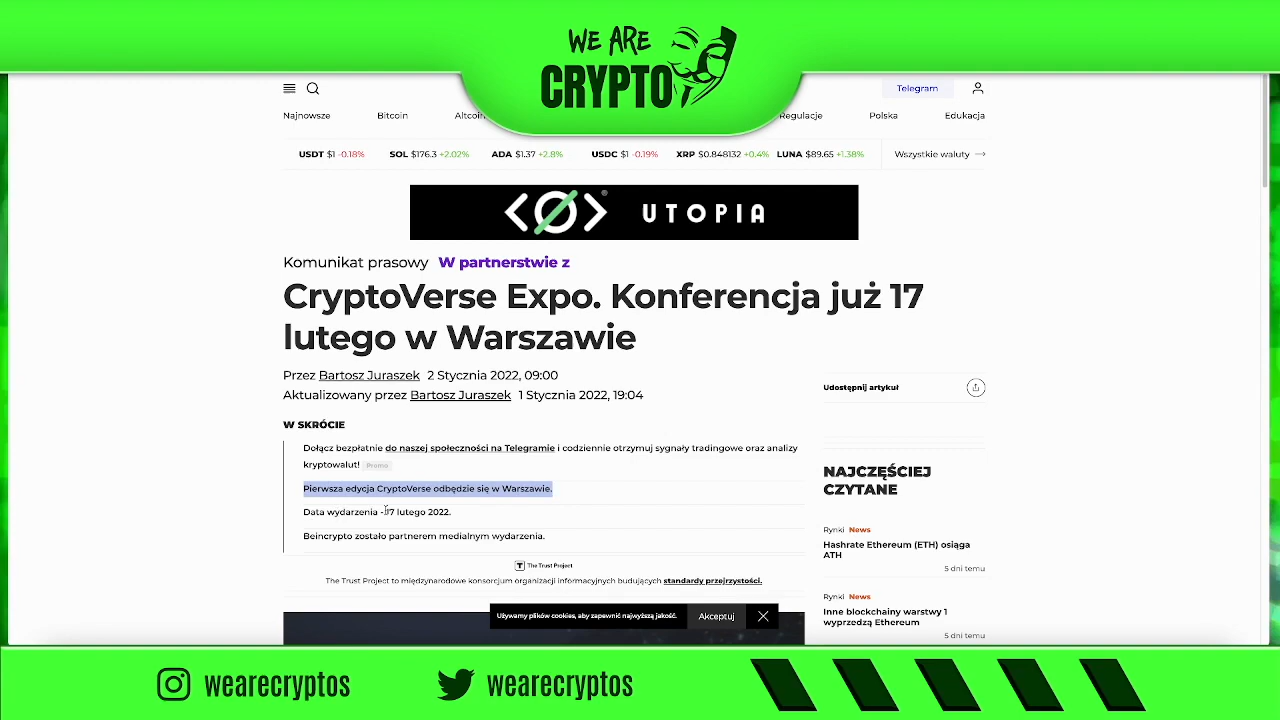 WE ARE
CRYPTO
Telegram
Najnowsze Bitcoin Altcoi Regulacje Polska Edukacja
USDT $1 -0.18% SOL $176.3 +2.02% ADA $1.37 +2.8% USDC $1 -0.19% XRP $0.848132 +0.4% LUNA $89.65 +1.38% Wszystkie waluty
UTOPIA
Komunikat prasowy W partnerstwie z
CryptoVerse Expo. Konferencja już 17
lutego w Warszawie
Przez Bartosz Juraszek 2 Stycznia 2022, 09:00
Aktualizowany przez Bartosz Juraszek 1 Stycznia 2022, 19:04
Udostępnij artykuł
W SKRÓCIE
Dołącz bezpłatnie do naszej społeczności na Telegramie i codziennie otrzymuj sygnały tradingowe oraz analizy
kryptowalut! Promo
Pierwsza edycja CryptoVerse odbędzie się w Warszawie.
Data wydarzenia - 17 lutego 2022.
Beincrypto zostało partnerem medialnym wydarzenia.
The Trust Project
The Trust Project to międzynarodowe konsorcjum organizacji informacyjnych budujących standardy przejrzystości.
NAJCZĘŚCIEJ
CZYTANE
Rynki News
Hashrate Ethereum (ETH) osiąga
ATH
5 dni temu
Rynki News
Inne blockchainy warstwy 1
wyprzedzą Ethereum
5 dni temu
Używamy plików cookies, aby zapewnić najwyższą jakość. Akceptuj
wearecryptos wearecryptos